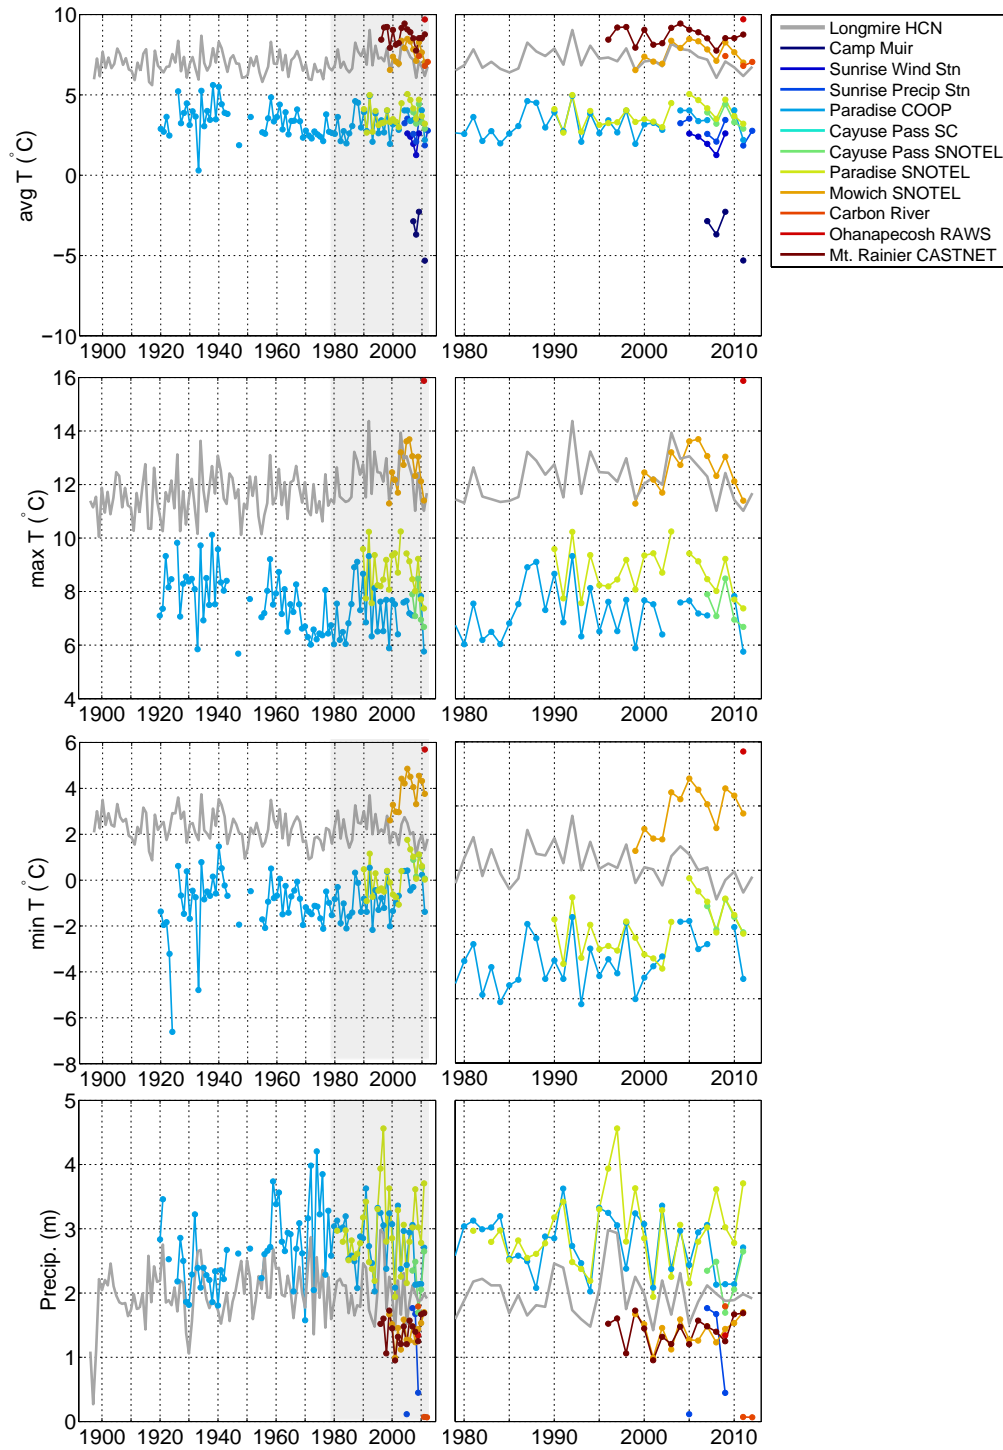 10
5
0
−5
−10
avg T (°C)
1900 1920 1940 1960 1980 2000
1980 1990 2000 2010
Longmire HCN
Camp Muir
Sunrise Wind Stn
Sunrise Precip Stn
Paradise COOP
Cayuse Pass SC
Cayuse Pass SNOTEL
Paradise SNOTEL
Mowich SNOTEL
Carbon River
Ohanapecosh RAWS
Mt. Rainier CASTNET
16
14
12
10
8
6
4
max T (°C)
1900 1920 1940 1960 1980 2000
1980 1990 2000 2010
6
4
2
0
−2
−4
−6
−8
min T (°C)
1900 1920 1940 1960 1980 2000
1980 1990 2000 2010
5
4
3
2
1
0
Precip. (m)
1900 1920 1940 1960 1980 2000
1980 1990 2000 2010